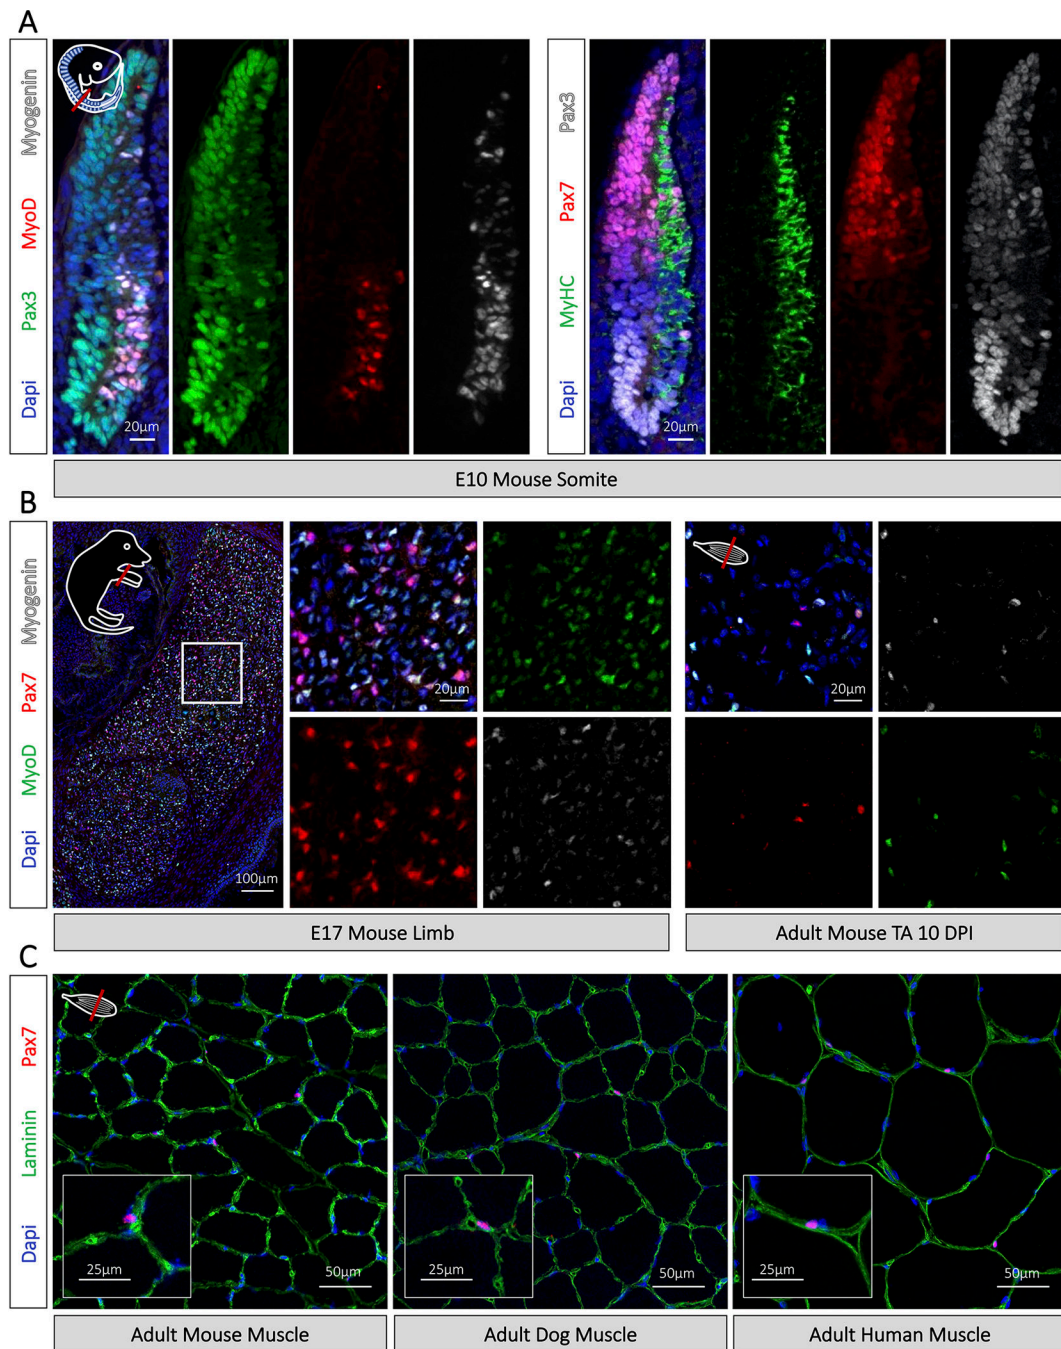 A
Dapi Pax3 MyoD Myogenin
20µm
Dapi MyHC Pax7 Pax3
20µm
E10 Mouse Somite
B
Dapi MyoD Pax7 Myogenin
100µm
20µm
20µm
E17 Mouse Limb
Adult Mouse TA 10 DPI
C
Dapi Laminin Pax7
25µm
50µm
25µm
50µm
25µm
50µm
Adult Mouse Muscle
Adult Dog Muscle
Adult Human Muscle